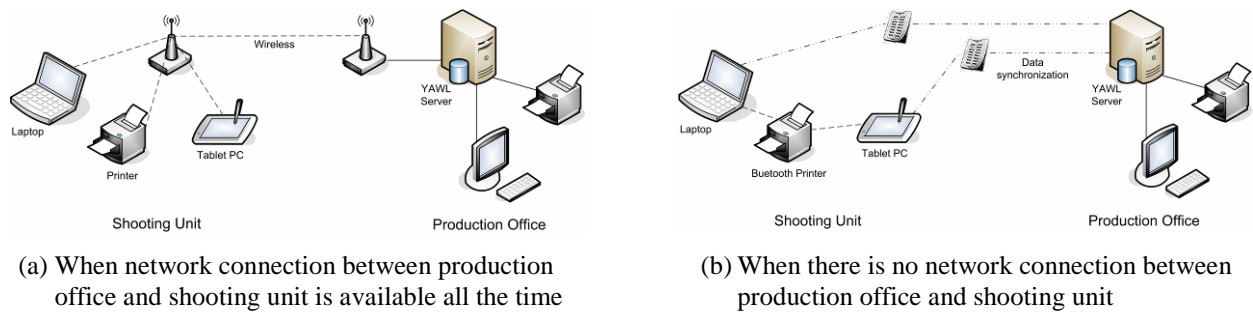 Wireless
Laptop
Printer
Tablet PC
YAWL
Server
Shooting Unit
Production Office
(a) When network connection between production
office and shooting unit is available all the time
Data
synchronization
Laptop
Buetooth Printer
Tablet PC
YAWL
Server
Shooting Unit
Production Office
(b) When there is no network connection between
production office and shooting unit